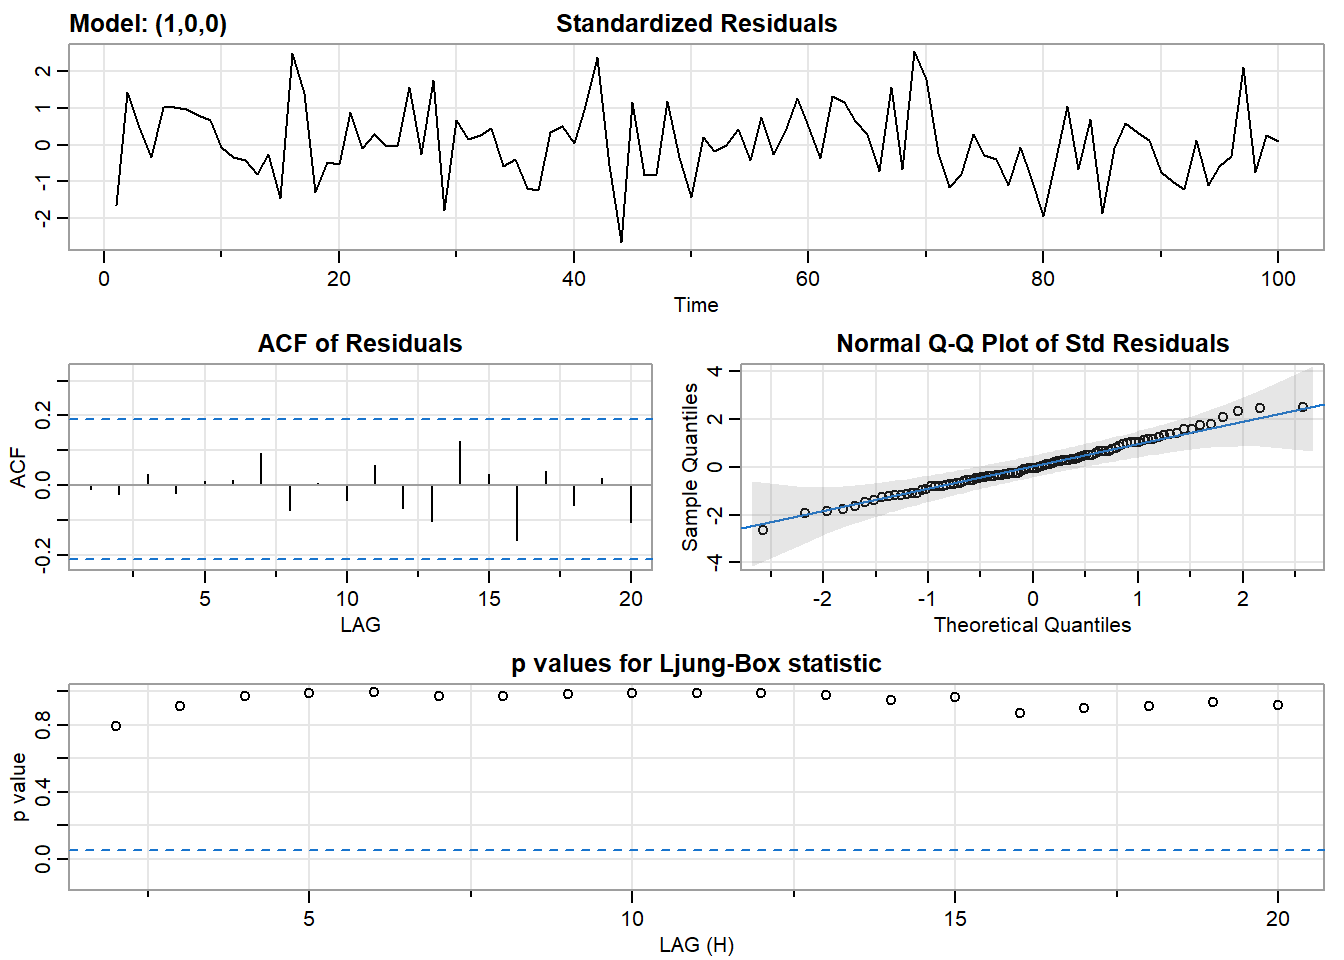 Model: (1,0,0) Standardized Residuals
2
1
0
-1
-2
0 20 40 60 80 100
Time
ACF of Residuals
0.2
0.0
-0.2
ACF
5 10 15 20
LAG
Normal Q-Q Plot of Std Residuals
4
2
0
-2
-4
Sample Quantiles
-2 -1 0 1 2
Theoretical Quantiles
p values for Ljung-Box statistic
0.8
0.4
0.0
p value
5 10 15 20
LAG (H)